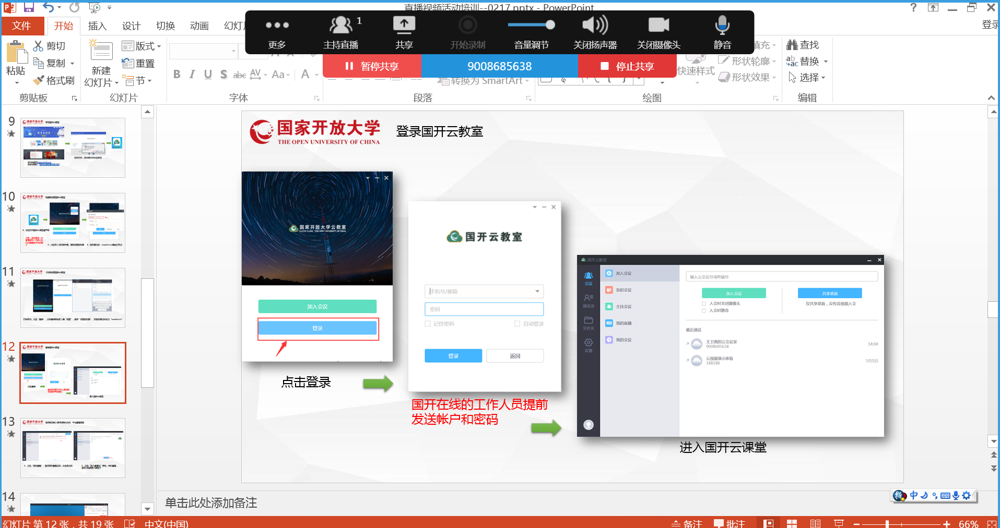 直播视频活动培训--0217.pptx - PowerPoint
文件
开始
插入
设计
切换
动画
登录
更多
主持直播
1
共享
开始录制
音量调节
关闭扬声器
关闭摄像头
静音
暂停共享
9008685638
停止共享
粘贴
剪切
复制
格式刷
剪贴板
新建
幻灯片
版式
重置
节
幻灯片
B I U S abc AV Aa A
字体
转换为 SmartArt
段落
快速样式
填充
形状轮廓
形状效果
绘图
查找
替换
选择
编辑
9
10
11
12
13
14
国家开放大学
THE OPEN UNIVERSITY OF CHINA
登录国开云教室
国家开放大学云教室
加入会议
登录
点击登录
国开云教室
手机号/邮箱
密码
记住密码
自动登录
登录
返回
国开在线的工作人员提前
发送帐户和密码
国开云教室
会议
通讯录
文件夹
设置
加入会议
发起会议
主持会议
我的直播
我的会议
输入云会议号或终端号
加入会议
共享桌面
入会时关闭摄像头
入会时静音
仅共享桌面，没有音视频入会
最近通话
王卫燕的云会议室
9008685638
14:04
云视频演示体验
188188
1月1日
进入国开云课堂
单击此处添加备注
中
幻灯片 第 12 张，共 19 张
中文(中国)
备注
批注
66%